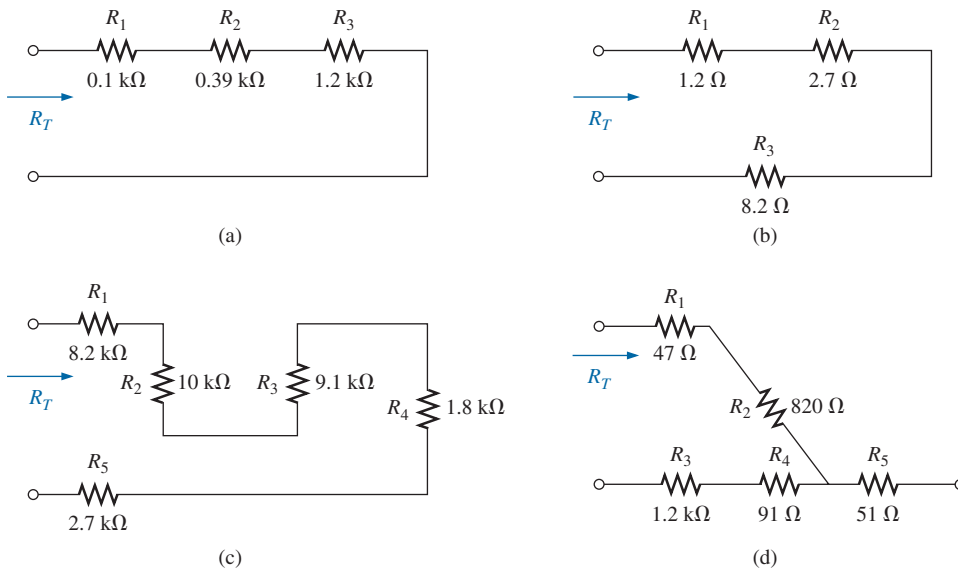 R1 R2 R3
0.1 kΩ 0.39 kΩ 1.2 kΩ
RT
(a)
R1 R2
1.2 Ω 2.7 Ω
RT
R3
8.2 Ω
(b)
R1
8.2 kΩ
RT
R2 10 kΩ R3 9.1 kΩ
R4 1.8 kΩ
R5
2.7 kΩ
(c)
R1
47 Ω
RT
R2 820 Ω
R3 R4 R5
1.2 kΩ 91 Ω 51 Ω
(d)